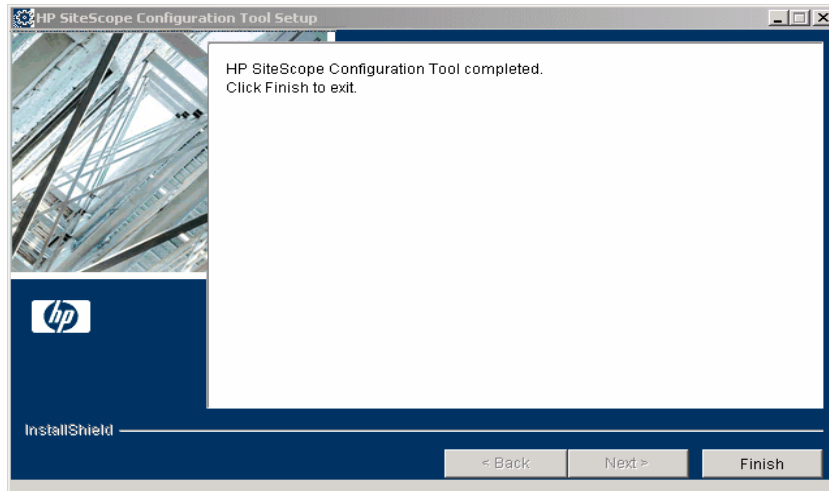 HP SiteScope Configuration Tool Setup
HP SiteScope Configuration Tool completed.
Click Finish to exit.
hp
InstallShield
< Back
Next >
Finish